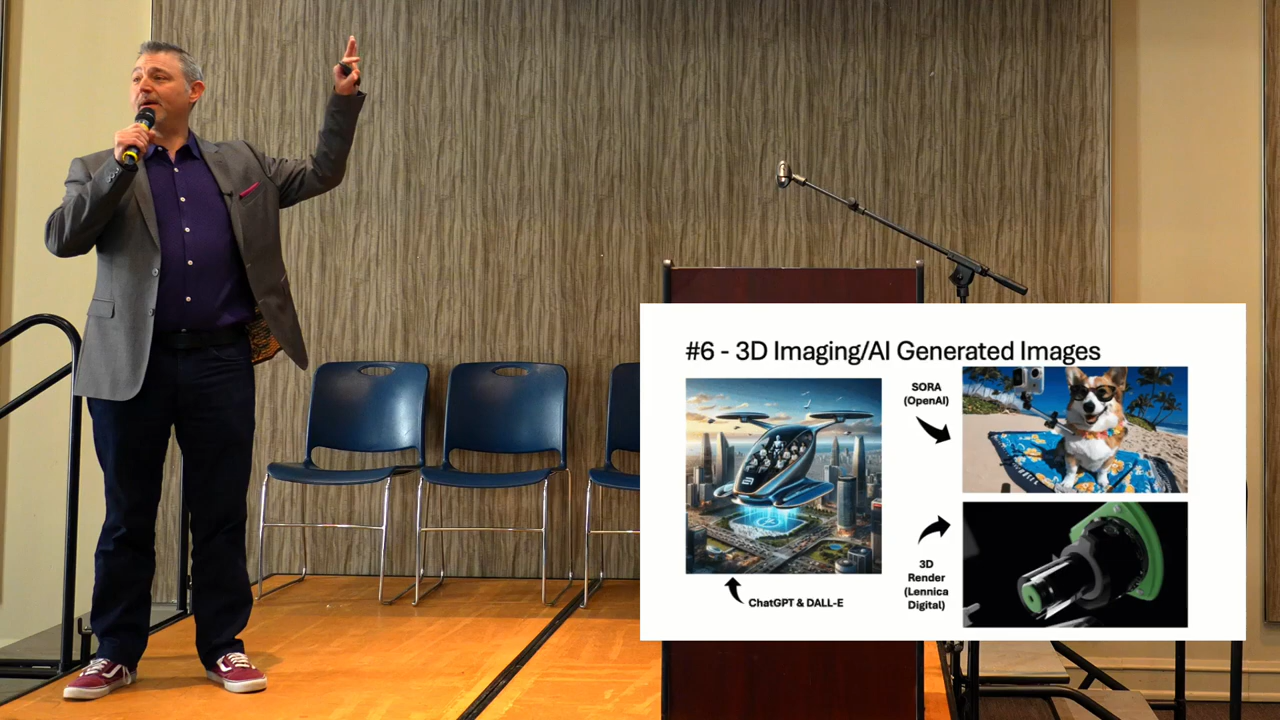 #6 - 3D Imaging/AI Generated Images
SORA
(OpenAI)
ChatGPT & DALL-E
3D
Render
(Lennica
Digital)